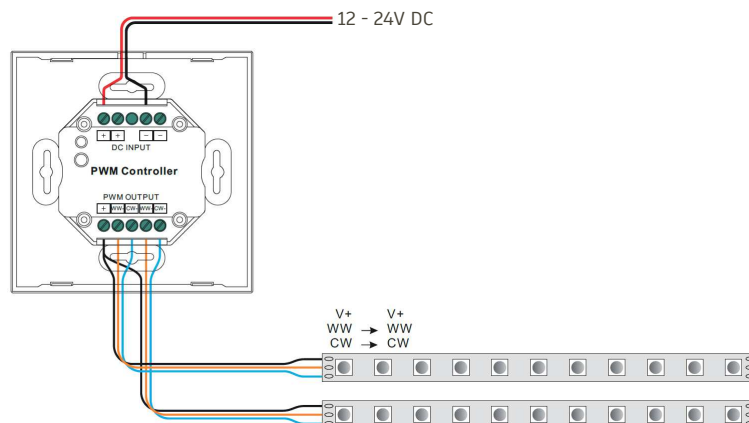 12 - 24V DC
+ + - -
DC INPUT
PWM Controller
PWM OUTPUT
+ WW- CW- WW- CW-
V+ V+
WW → WW
CW → CW